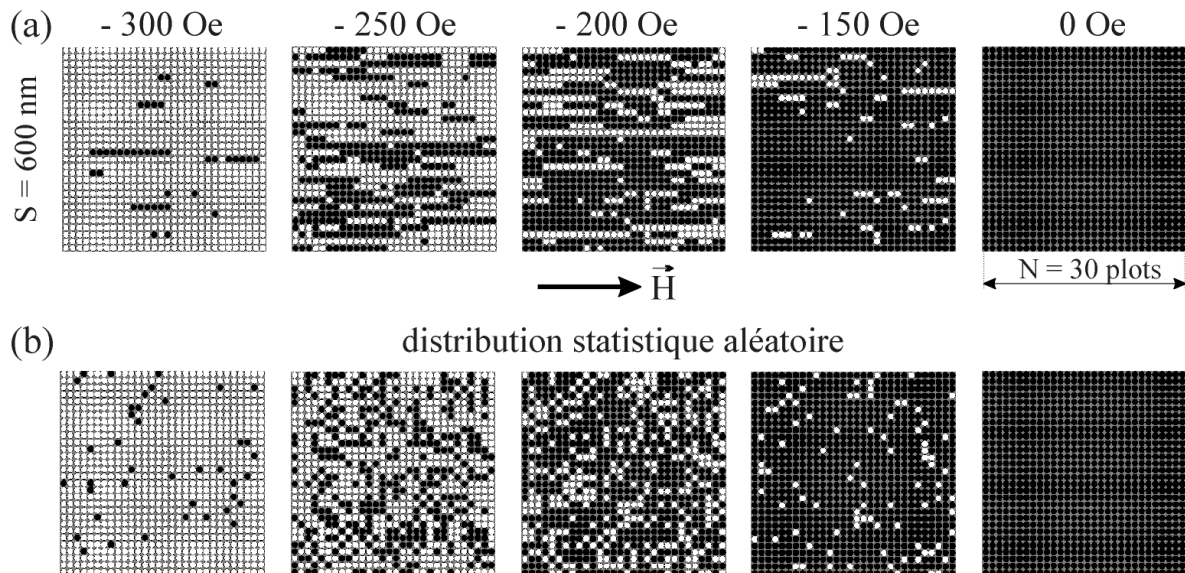 (a)
- 300 Oe
- 250 Oe
- 200 Oe
- 150 Oe
0 Oe
S = 600 nm
H
N = 30 plots
(b)
distribution statistique aléatoire